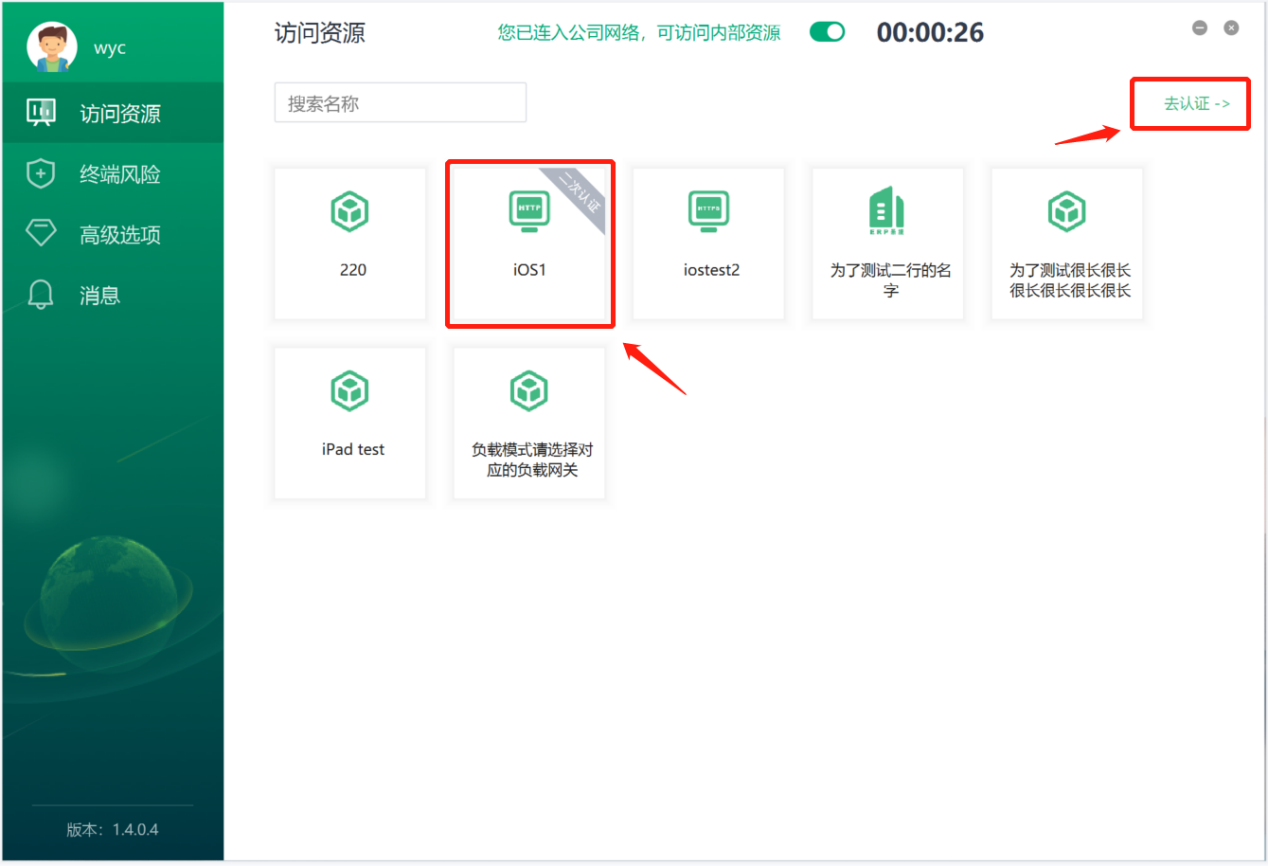 wyc
访问资源
终端风险
高级选项
消息
版本：1.4.0.4
访问资源
您已连入公司网络，可访问内部资源
00:00:26
搜索名称
去认证 ->
220
HTTP
二次认证
iOS1
HTTPS
iostest2
为了测试二行的名
字
为了测试很长很长
很长很长很长很长
iPad test
负载模式请选择对
应的负载网关